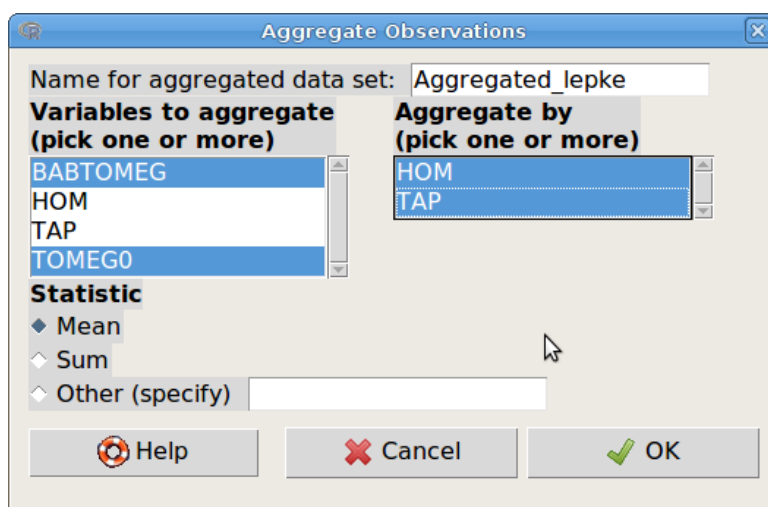 Aggregate Observations
Name for aggregated data set: Aggregated_lepke
Variables to aggregate
(pick one or more)
BABTOMEG
HOM
TAP
TOMEG0
Aggregate by
(pick one or more)
HOM
TAP
Statistic
Mean
Sum
Other (specify)
Help
Cancel
OK